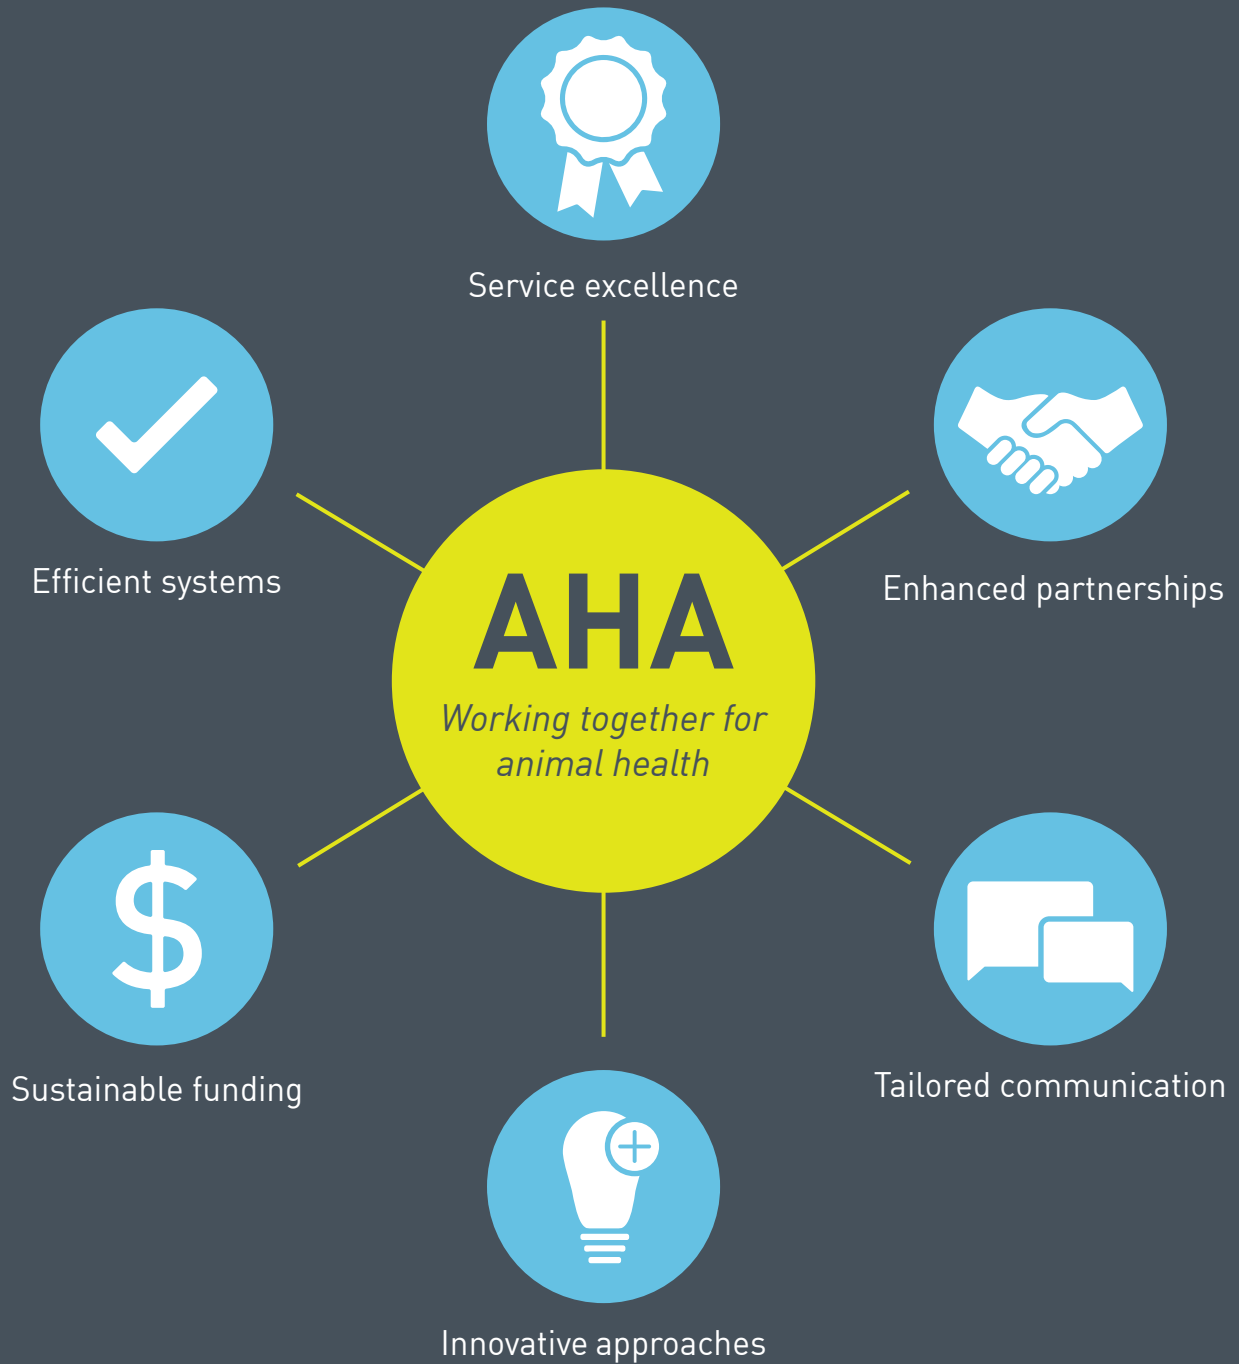 Service excellence
Efficient systems
Enhanced partnerships
AHA
Working together for
animal health
Sustainable funding
Tailored communication
Innovative approaches